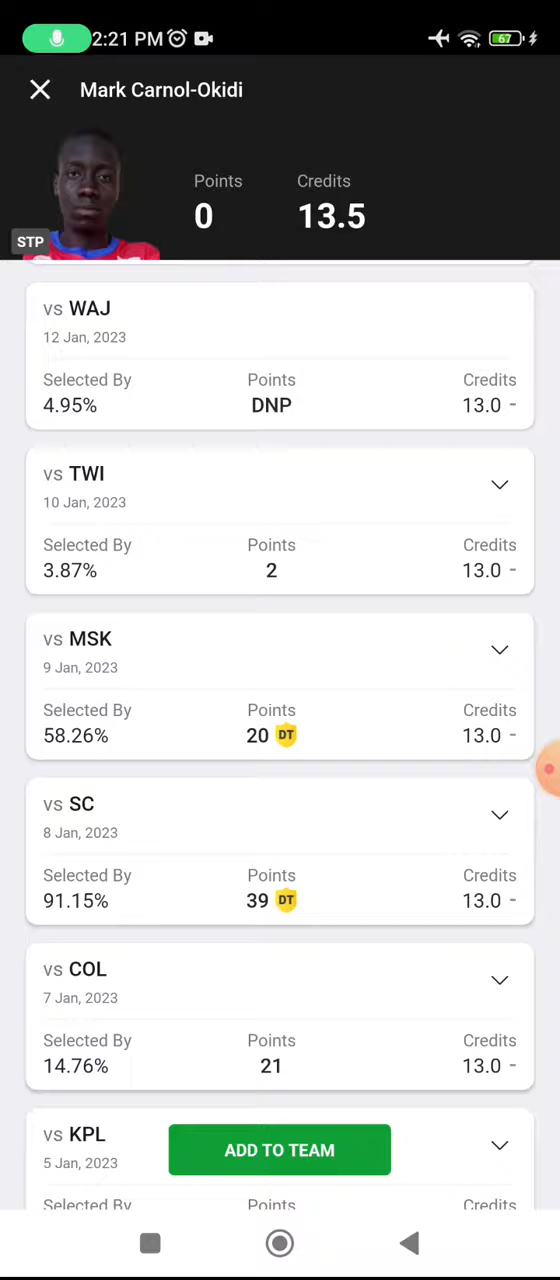 2:21 PM
67
Mark Carnol-Okidi
Points Credits
0 13.5
STP
vs WAJ
12 Jan, 2023
Selected By Points Credits
4.95% DNP 13.0 -
vs TWI
10 Jan, 2023
Selected By Points Credits
3.87% 2 13.0 -
vs MSK
9 Jan, 2023
Selected By Points Credits
58.26% 20 DT 13.0 -
vs SC
8 Jan, 2023
Selected By Points Credits
91.15% 39 DT 13.0 -
vs COL
7 Jan, 2023
Selected By Points Credits
14.76% 21 13.0 -
vs KPL
ADD TO TEAM
5 Jan, 2023
Selected By Points Credits